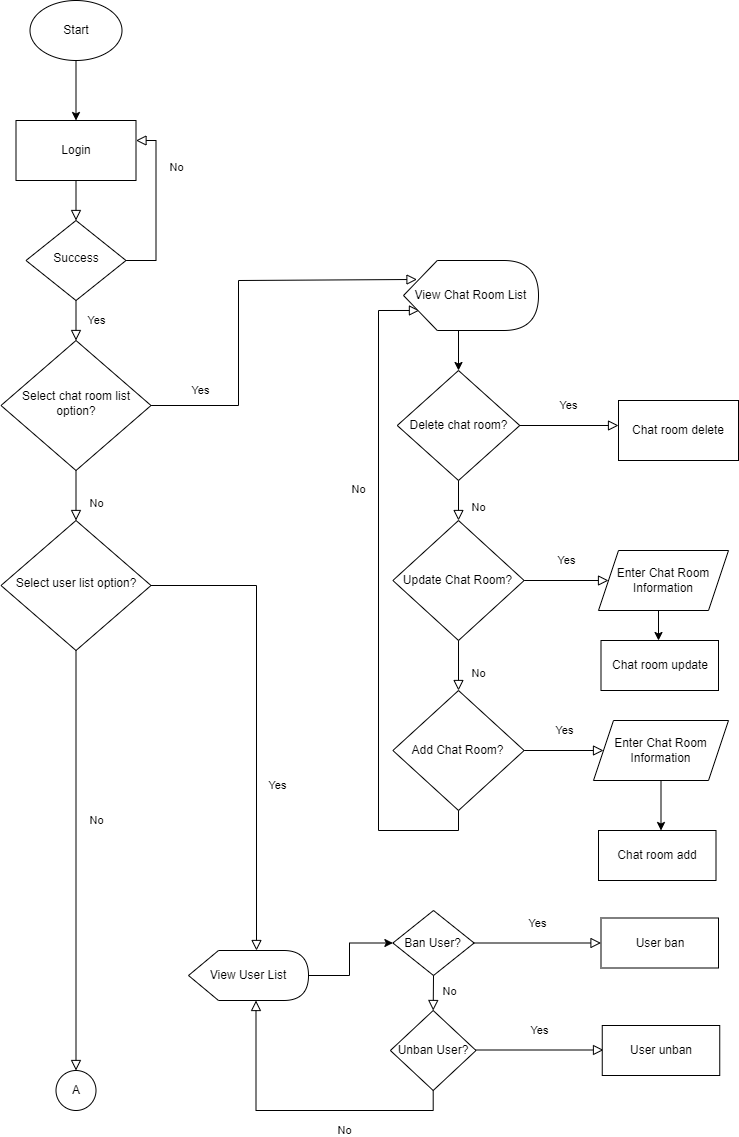 Start
Login
No
Success
Yes
Select chat room list
option?
Yes
No
Select user list option?
Yes
No
A
View Chat Room List
Delete chat room?
Yes
Chat room delete
No
No
Update Chat Room?
Yes
Enter Chat Room
Information
Chat room update
No
Add Chat Room?
Yes
Enter Chat Room
Information
Chat room add
View User List
Ban User?
Yes
User ban
No
Unban User?
Yes
User unban
No